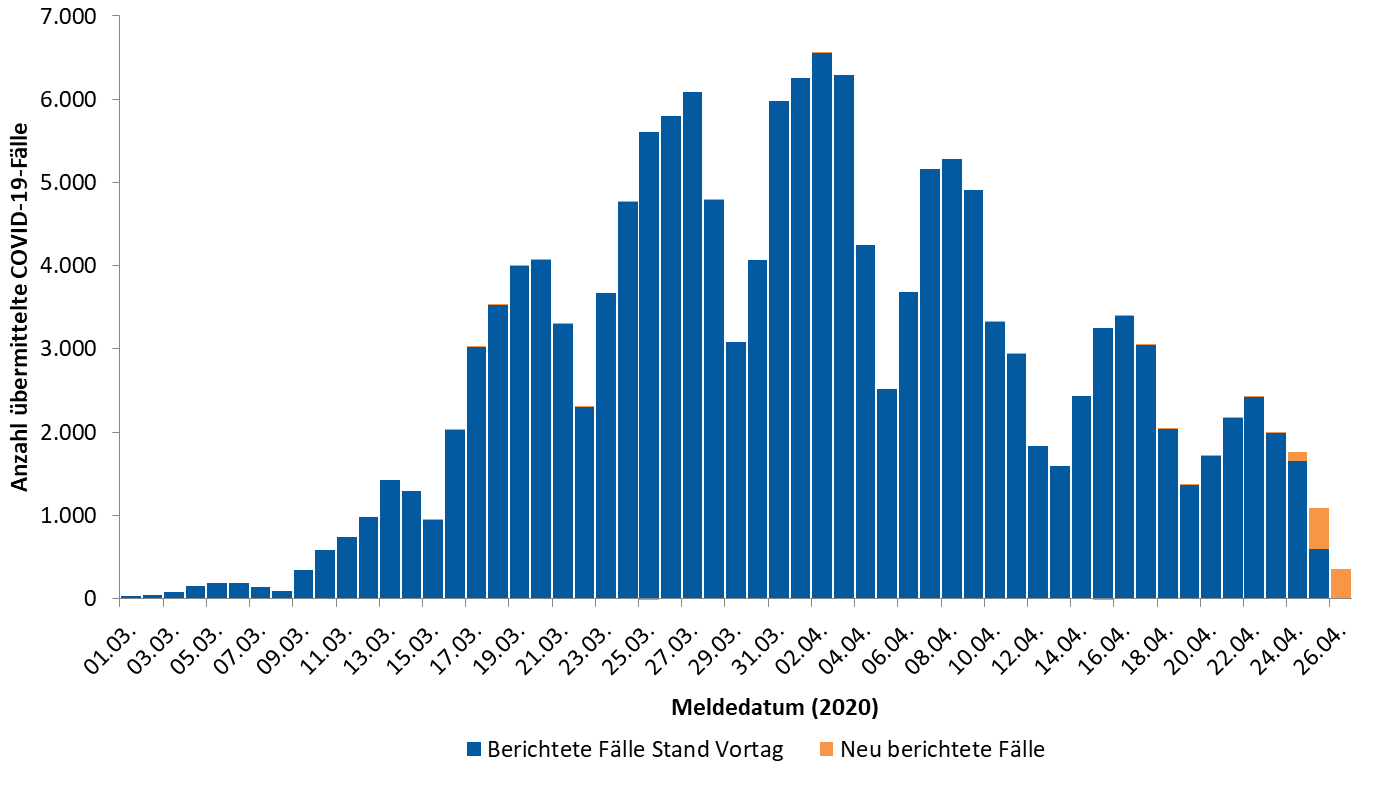 Anzahl übermittelte COVID-19-Fälle
7.000
6.000
5.000
4.000
3.000
2.000
1.000
0
01.03. 03.03. 05.03. 07.03. 09.03. 11.03. 13.03. 15.03. 17.03. 19.03. 21.03. 23.03. 25.03. 27.03. 29.03. 31.03. 02.04. 04.04. 06.04. 08.04. 10.04. 12.04. 14.04. 16.04. 18.04. 20.04. 22.04. 24.04. 26.04.
Meldedatum (2020)
Berichtete Fälle Stand Vortag Neu berichtete Fälle